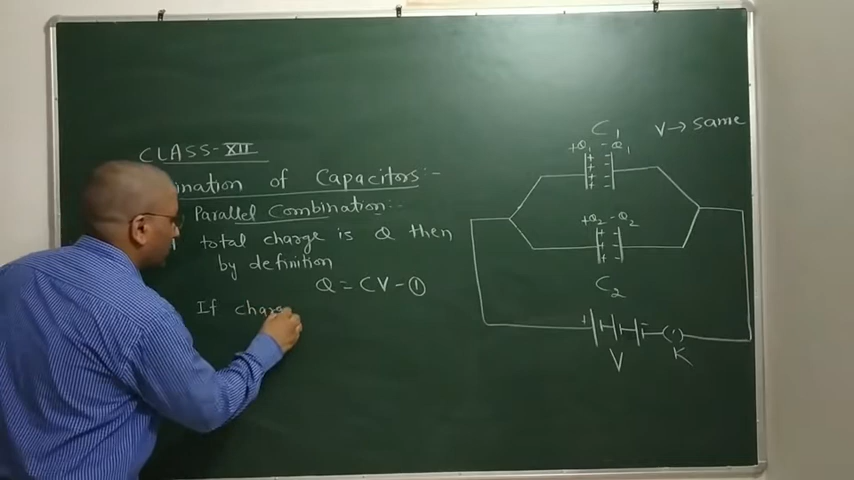 CLASS-XII
ination of Capacitors:-
Parallel Combination:-
total charge is Q then
by definition
Q = CV - ①
If charge
C₁
V → same
+Q₁ -Q₁
+Q₂ -Q₂
C₂
+ -
V
K